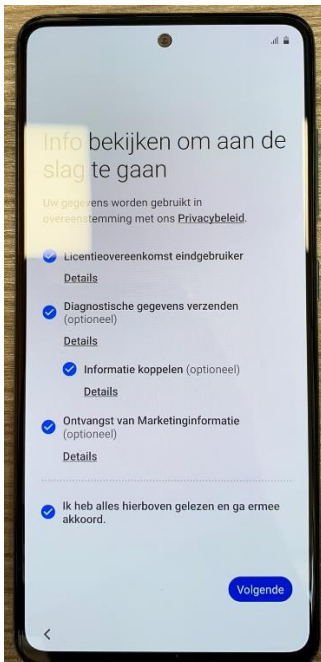 Info bekijken om aan de
slag te gaan
Uw gegevens worden gebruikt in
overeenstemming met ons Privacybeleid.
Licentieovereenkomst eindgebruiker
Details
Diagnostische gegevens verzenden
(optioneel)
Details
Informatie koppelen (optioneel)
Details
Ontvangst van Marketinginformatie
(optioneel)
Details
Ik heb alles hierboven gelezen en ga ermee
akkoord.
Volgende